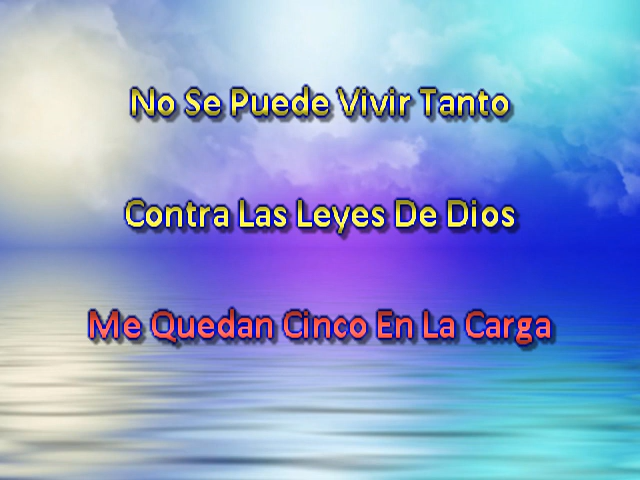 No Se Puede Vivir Tanto
Contra Las Leyes De Dios
Me Quedan Cinco En La Carga